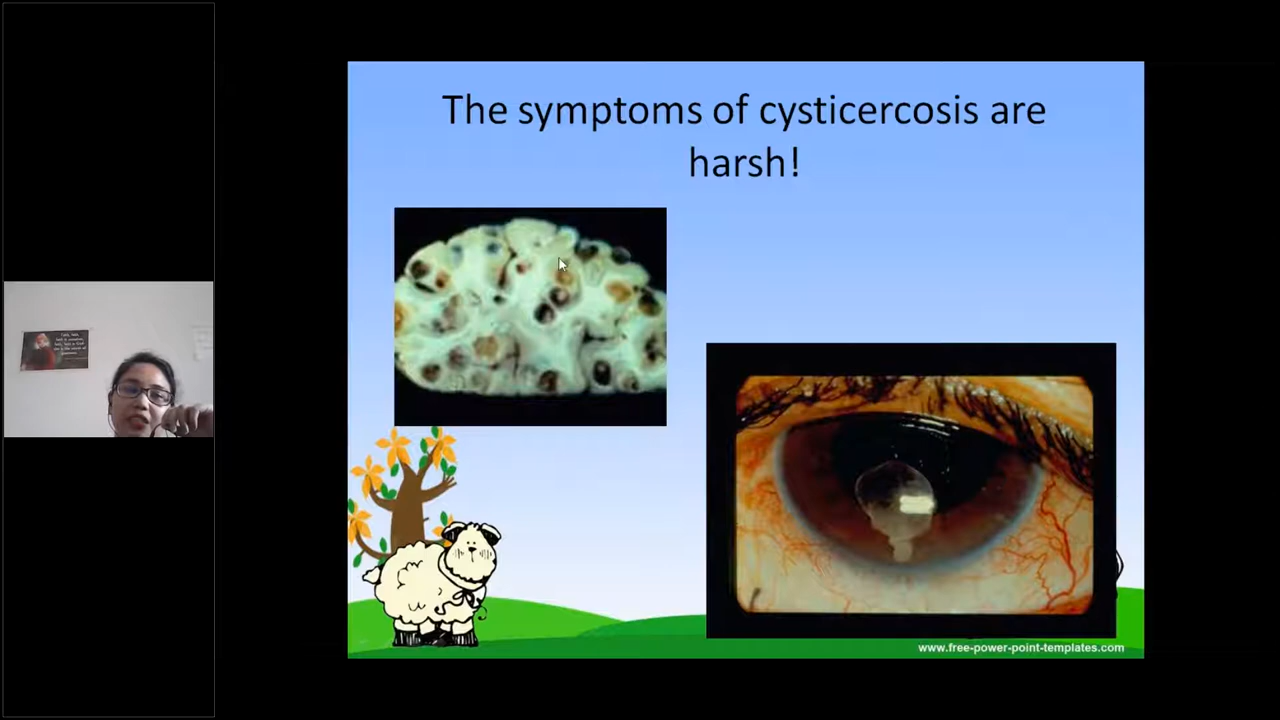 The symptoms of cysticercosis are
harsh!
www.free-power-point-templates.com